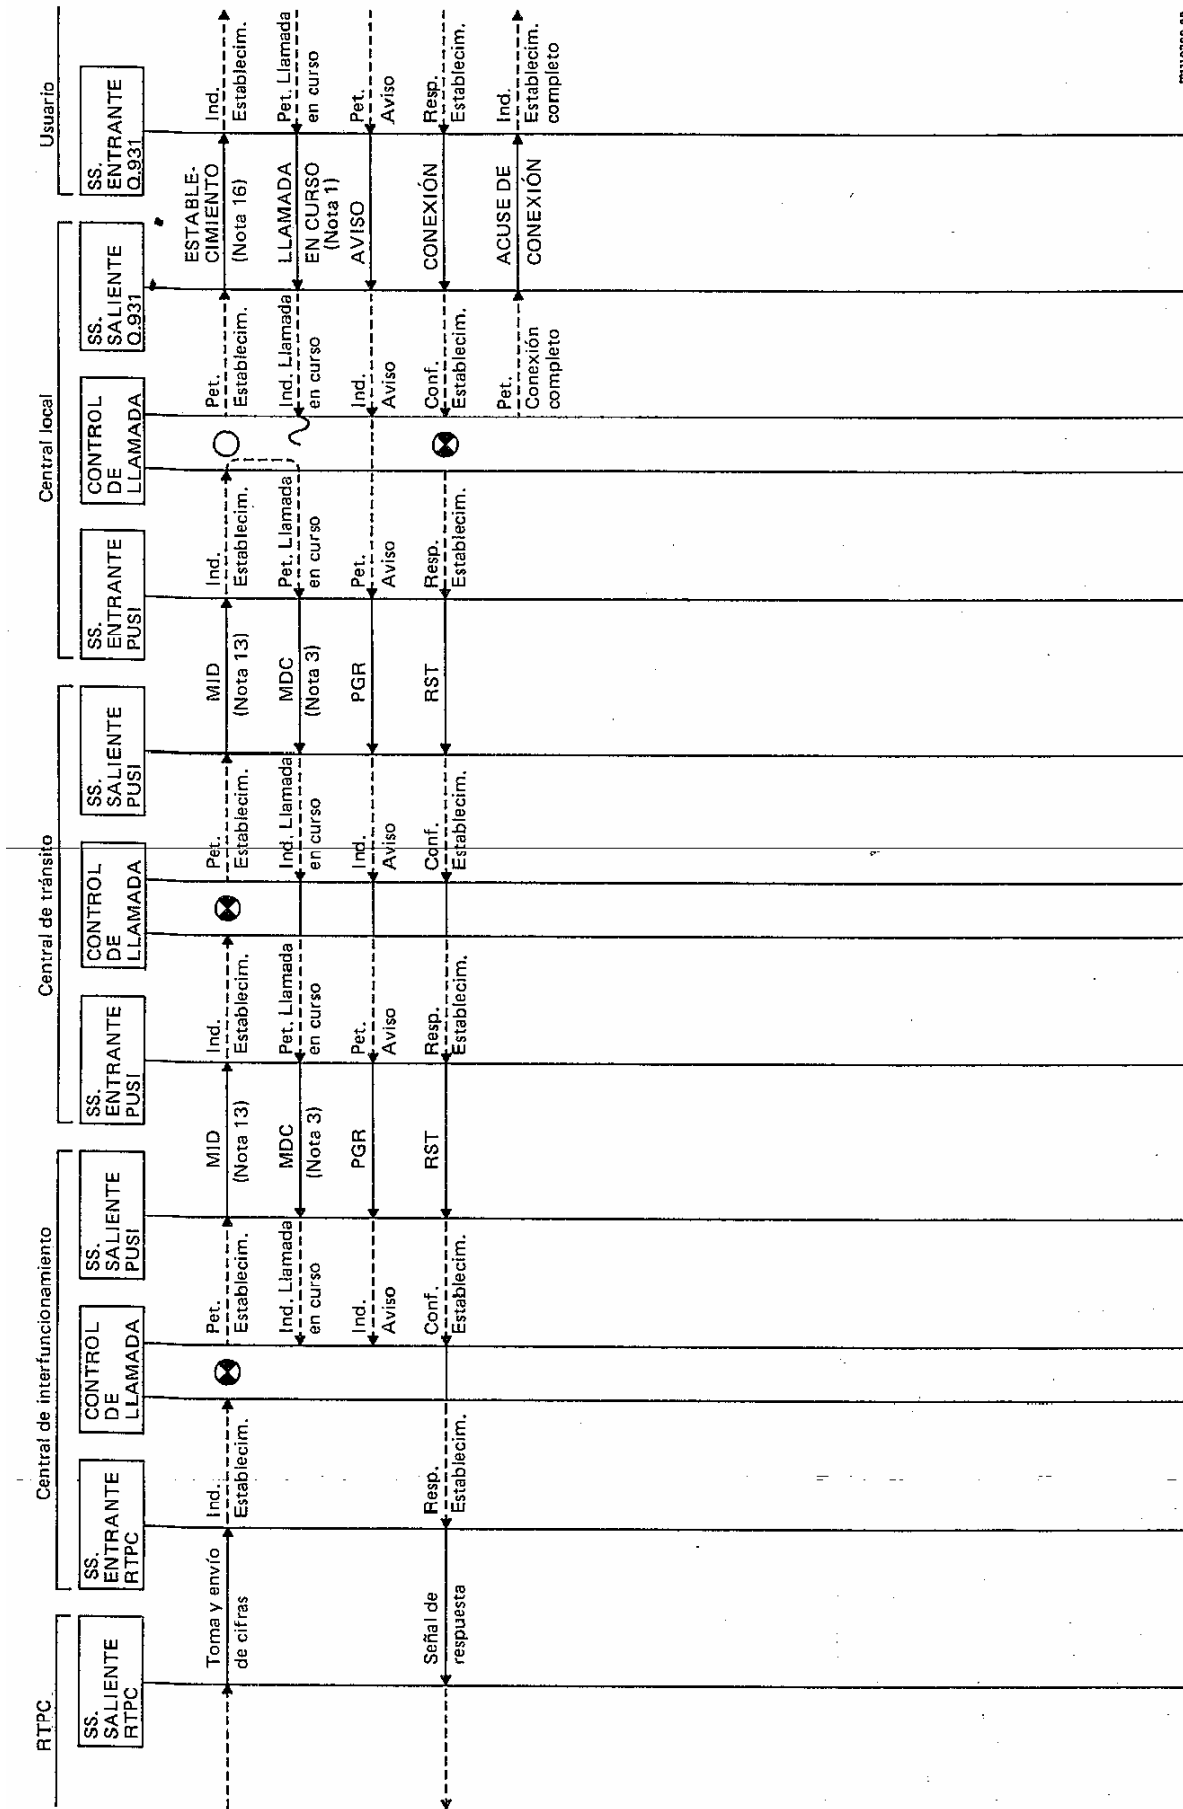 RTPC
Central de interfuncionamiento
Central de tránsito
Central local
Usuario
SS.
SALIENTE
RTPC
SS.
ENTRANTE
RTPC
CONTROL
DE
LLAMADA
SS.
SALIENTE
PUSI
SS.
ENTRANTE
PUSI
CONTROL
DE
LLAMADA
SS.
SALIENTE
PUSI
SS.
ENTRANTE
PUSI
CONTROL
DE
LLAMADA
SS.
SALIENTE
Q.931
SS.
ENTRANTE
Q.931
Toma y envío
de cifras
Ind.
Establecim.
Pet.
Establecim.
MID
(Nota 13)
Ind.
Establecim.
Pet.
Establecim.
MID
(Nota 13)
Ind.
Establecim.
Pet.
Establecim.
ESTABLE-
CIMIENTO
(Nota 16)
Ind.
Establecim.
Ind. Llamada
en curso
MDC
(Nota 3)
Pet. Llamada
en curso
Ind. Llamada
en curso
MDC
(Nota 3)
Pet. Llamada
en curso
Ind. Llamada
en curso
LLAMADA
EN CURSO
(Nota 1)
Pet. Llamada
en curso
Ind.
Aviso
PGR
Pet.
Aviso
Ind.
Aviso
PGR
Pet.
Aviso
Ind.
Aviso
AVISO
Pet.
Aviso
Señal de
respuesta
Resp.
Establecim.
Conf.
Establecim.
RST
Resp.
Establecim.
Conf.
Establecim.
RST
Resp.
Establecim.
Conf.
Establecim.
CONEXIÓN
Resp.
Establecim.
Pet.
Conexión
completo
ACUSE DE
CONEXIÓN
Ind.
Establecim.
completo